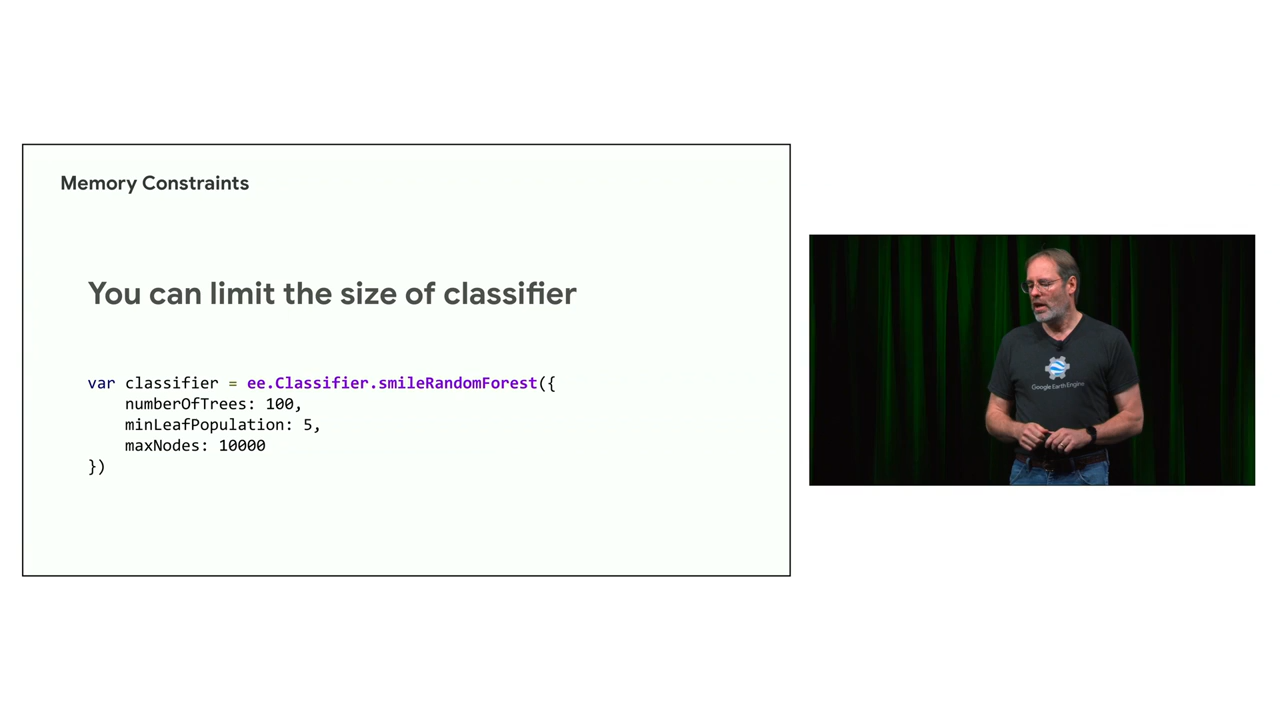 Memory Constraints
You can limit the size of classifier
var classifier = ee.Classifier.smileRandomForest({
numberOfTrees: 100,
minLeafPopulation: 5,
maxNodes: 10000
})
Google Earth Engine